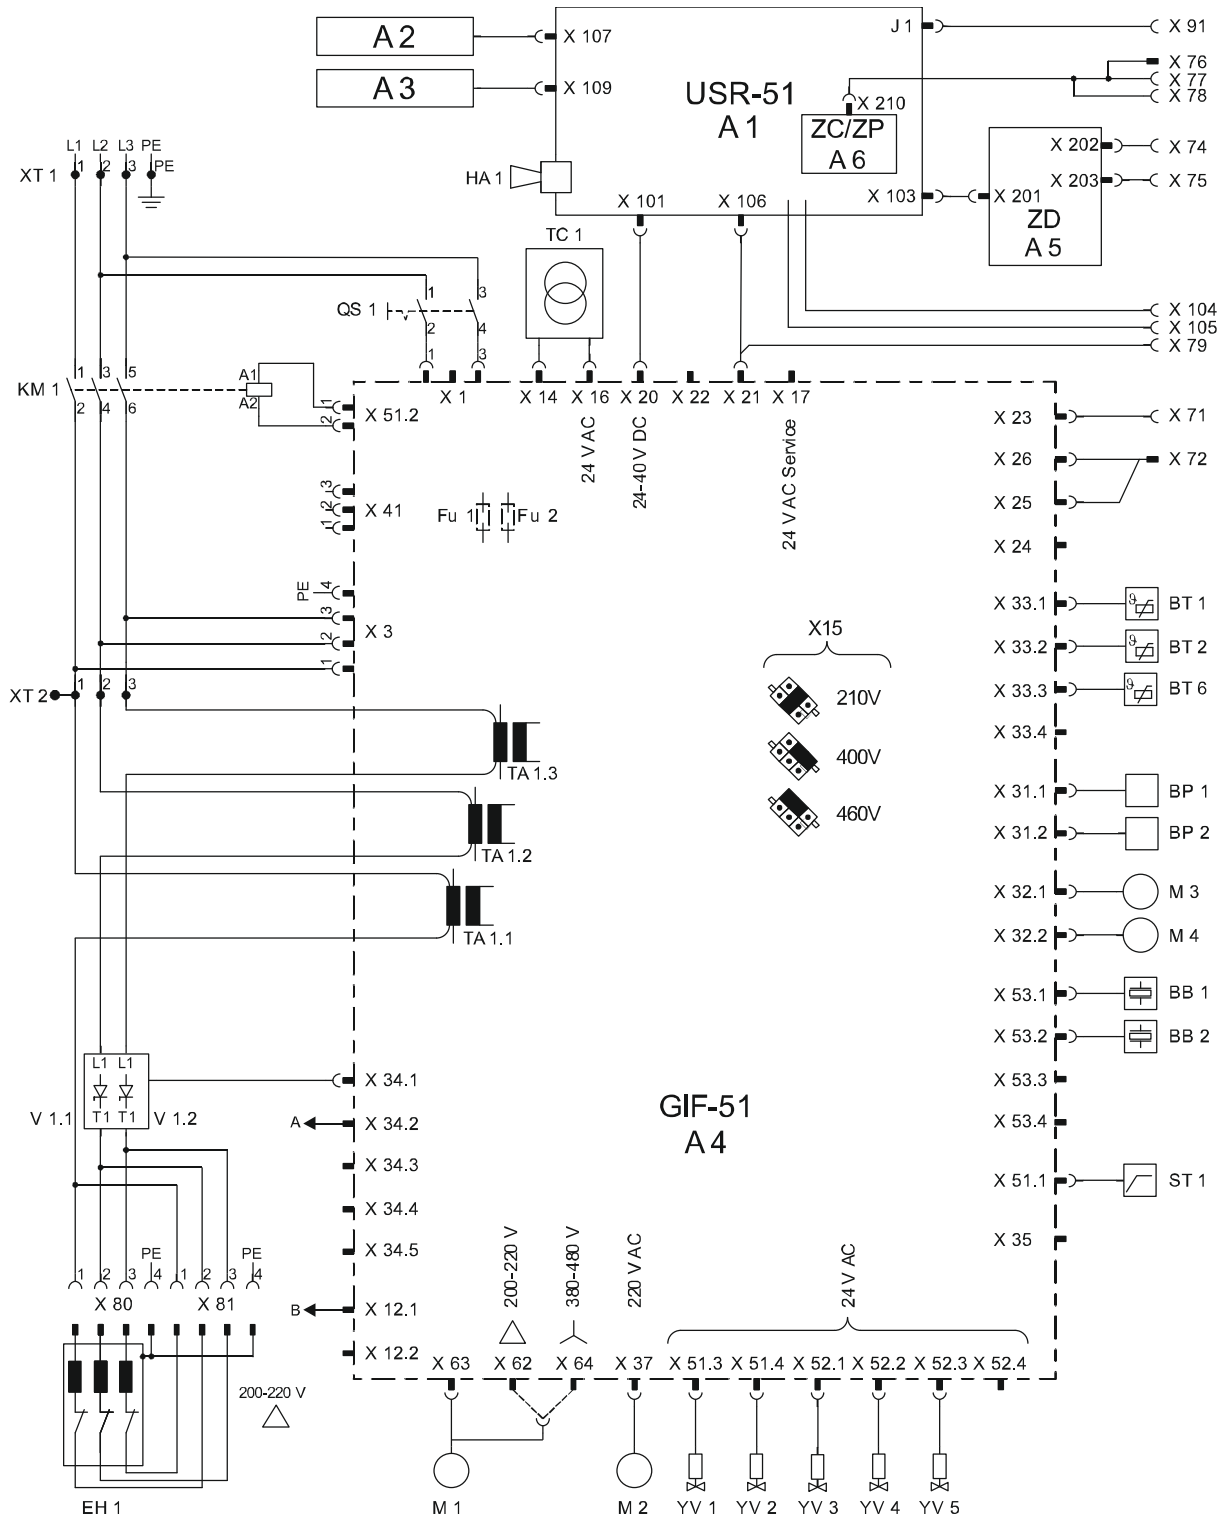 A 2
X 107
J 1
X 91
A 3
X 109
USR-51
A 1
X 210
ZC/ZP
A 6
X 76
X 77
X 78
L1 L2 L3 PE
1 2 3 PE
XT 1
HA 1
X 101
X 106
X 103
X 201
X 202
X 203
ZD
A 5
X 74
X 75
TC 1
QS 1
1 3
2 4
1 3
X 104
X 105
X 79
KM 1
1 3 5
2 4 6
A1
A2
1
2
X 51.2
X 1
X 14
X 16
X 20
X 22
X 21
X 17
24 V AC
24-40 V DC
24 V AC Service
X 23
X 71
X 26
X 72
X 25
X 24
3
2
1
X 41
Fu 1
Fu 2
PE 4
3
2
1
X 3
XT 2
1 2 3
X15
210V
400V
460V
X 33.1
BT 1
X 33.2
BT 2
X 33.3
BT 6
X 33.4
TA 1.3
TA 1.2
TA 1.1
X 31.1
BP 1
X 31.2
BP 2
X 32.1
M 3
X 32.2
M 4
X 53.1
BB 1
X 53.2
BB 2
X 53.3
X 53.4
X 51.1
ST 1
X 35
L1 L1
T1 T1
V 1.1
V 1.2
X 34.1
A
X 34.2
X 34.3
X 34.4
X 34.5
B
X 12.1
X 12.2
GIF-51
A 4
PE
PE
1 2 3 4 1 2 3 4
X 80
X 81
200-220 V
EH 1
200-220 V
380-480 V
220 V AC
24 V AC
X 63
X 62
X 64
X 37
X 51.3
X 51.4
X 52.1
X 52.2
X 52.3
X 52.4
M 1
M 2
YV 1
YV 2
YV 3
YV 4
YV 5